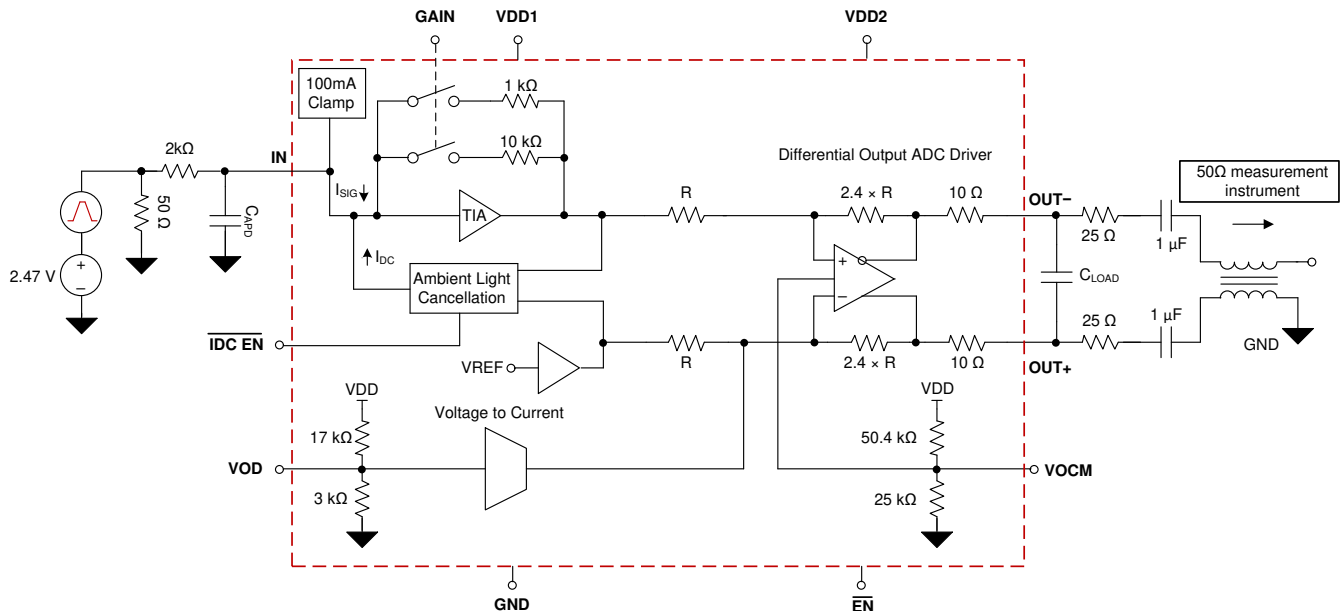 GAIN
VDD1
VDD2
100mA
Clamp
1 kΩ
10 kΩ
2kΩ
IN
50 Ω
CAPD
2.47 V
ISIG
IDC
TIA
Ambient Light
Cancellation
IDC EN
VREF
R
R
Differential Output ADC Driver
2.4 × R
10 Ω
OUT−
+
−
2.4 × R
10 Ω
OUT+
CLOAD
25 Ω
1 µF
25 Ω
1 µF
50Ω measurement
instrument
GND
VDD
17 kΩ
VOD
3 kΩ
Voltage to Current
VDD
50.4 kΩ
VOCM
25 kΩ
GND
EN
+
−